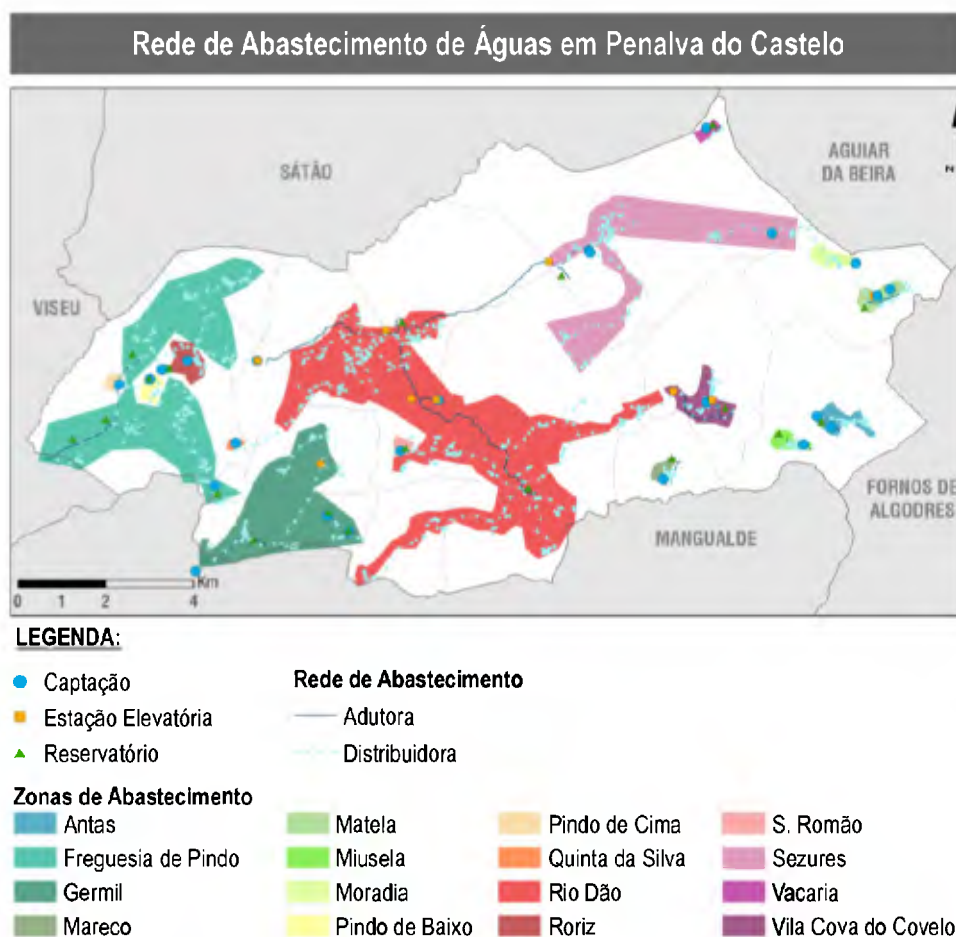 Rede de Abastecimento de Águas em Penalva do Castelo
SÁTÃO
AGUIAR
DA BEIRA
N
VISEU
FORNOS DE
ALGODRES
MANGUALDE
Km
0 1 2 4
LEGENDA:
Captação
Estação Elevatória
Reservatório
Rede de Abastecimento
Adutora
Distribuidora
Zonas de Abastecimento
Antas
Freguesia de Pindo
Germil
Mareco
Matela
Miusela
Moradia
Pindo de Baixo
Pindo de Cima
Quinta da Silva
Rio Dão
Roriz
S. Romão
Sezures
Vacaria
Vila Cova do Covelo